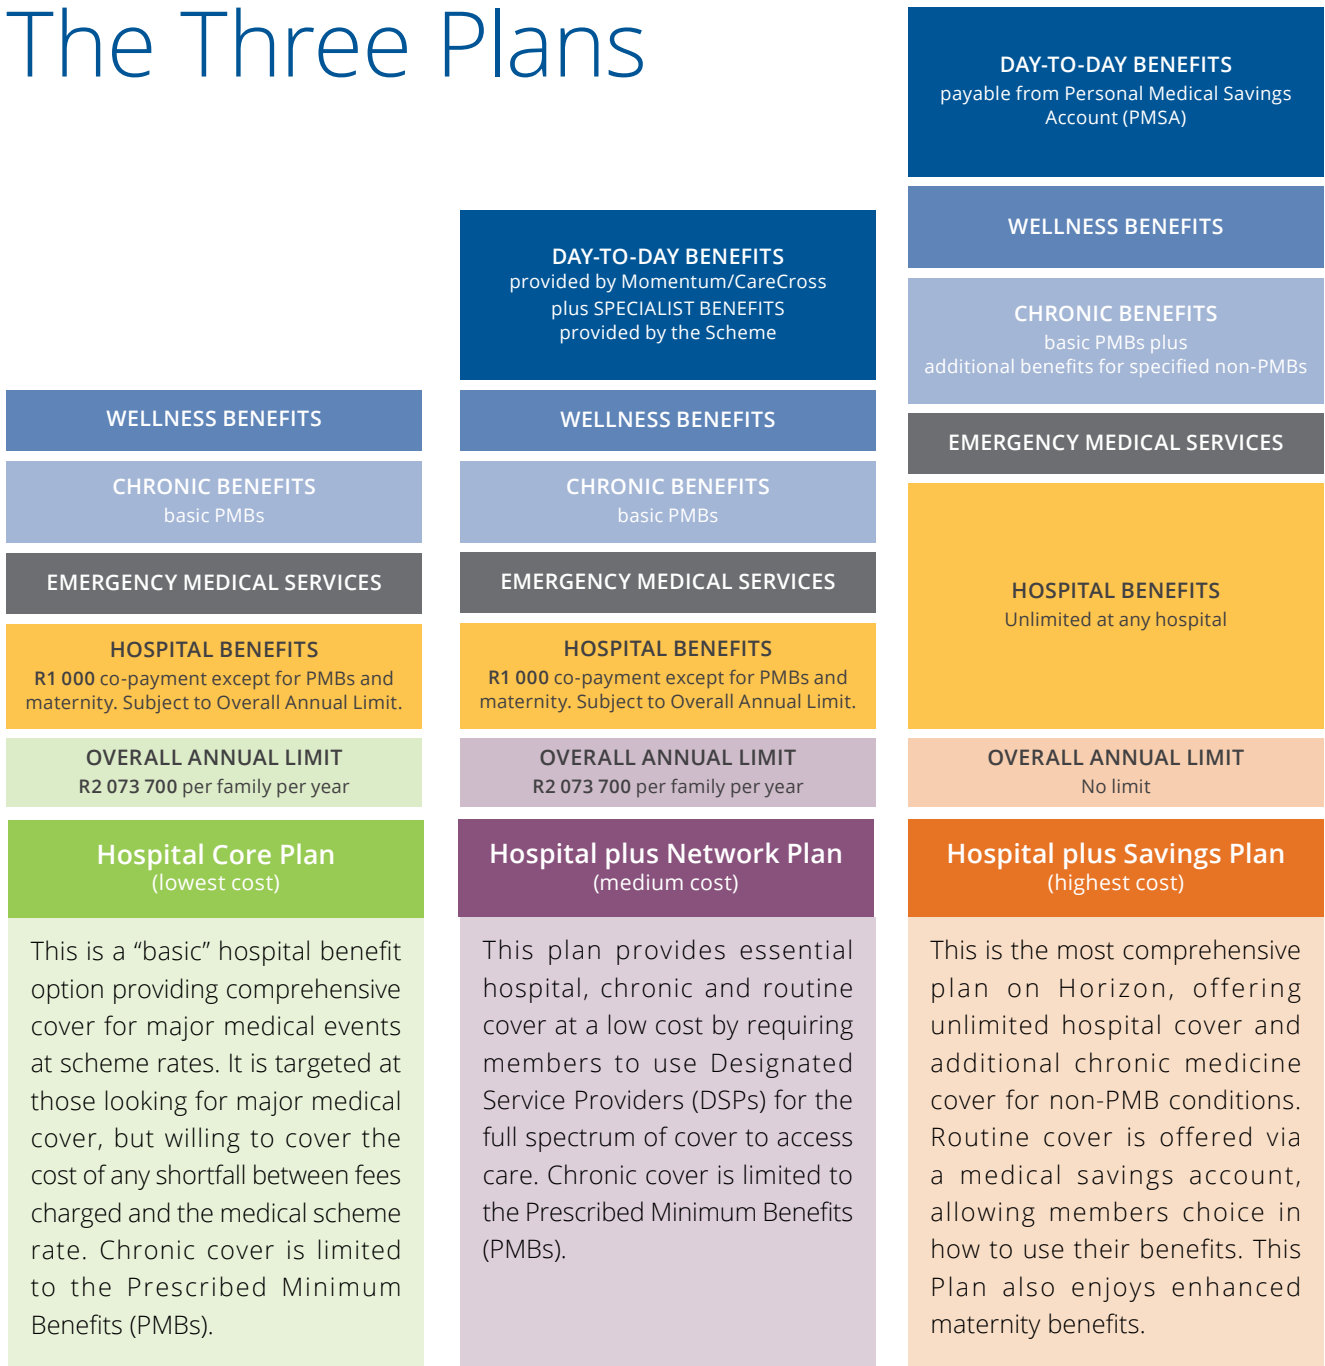 The Three Plans
WELLNESS BENEFITS
CHRONIC BENEFITS
basic PMBs
EMERGENCY MEDICAL SERVICES
HOSPITAL BENEFITS
R1 000 co-payment except for PMBs and
maternity. Subject to Overall Annual Limit.
OVERALL ANNUAL LIMIT
R2 073 700 per family per year
Hospital Core Plan
(lowest cost)
This is a “basic” hospital benefit
option providing comprehensive
cover for major medical events
at scheme rates. It is targeted at
those looking for major medical
cover, but willing to cover the
cost of any shortfall between fees
charged and the medical scheme
rate. Chronic cover is limited
to the Prescribed Minimum
Benefits (PMBs).
DAY-TO-DAY BENEFITS
provided by Momentum/CareCross
plus SPECIALIST BENEFITS
provided by the Scheme
WELLNESS BENEFITS
CHRONIC BENEFITS
basic PMBs
EMERGENCY MEDICAL SERVICES
HOSPITAL BENEFITS
R1 000 co-payment except for PMBs and
maternity. Subject to Overall Annual Limit.
OVERALL ANNUAL LIMIT
R2 073 700 per family per year
Hospital plus Network Plan
(medium cost)
This plan provides essential
hospital, chronic and routine
cover at a low cost by requiring
members to use Designated
Service Providers (DSPs) for the
full spectrum of cover to access
care. Chronic cover is limited to
the Prescribed Minimum Benefits
(PMBs).
DAY-TO-DAY BENEFITS
payable from Personal Medical Savings
Account (PMSA)
WELLNESS BENEFITS
CHRONIC BENEFITS
basic PMBs plus
additional benefits for specified non-PMBs
EMERGENCY MEDICAL SERVICES
HOSPITAL BENEFITS
Unlimited at any hospital
OVERALL ANNUAL LIMIT
No limit
Hospital plus Savings Plan
(highest cost)
This is the most comprehensive
plan on Horizon, offering
unlimited hospital cover and
additional chronic medicine
cover for non-PMB conditions.
Routine cover is offered via
a medical savings account,
allowing members choice in
how to use their benefits. This
Plan also enjoys enhanced
maternity benefits.